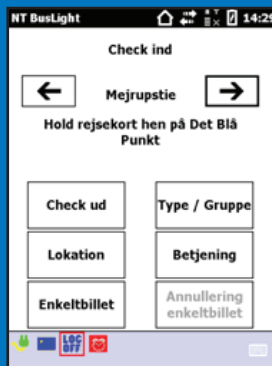 NT BusLight 14:29
Check ind
Mejrupstie
Hold rejsekort hen på Det Blå
Punkt
Check ud
Type / Gruppe
Lokation
Betjening
Enkeltbillet
Annullering
enkeltbillet
LOG
OFF